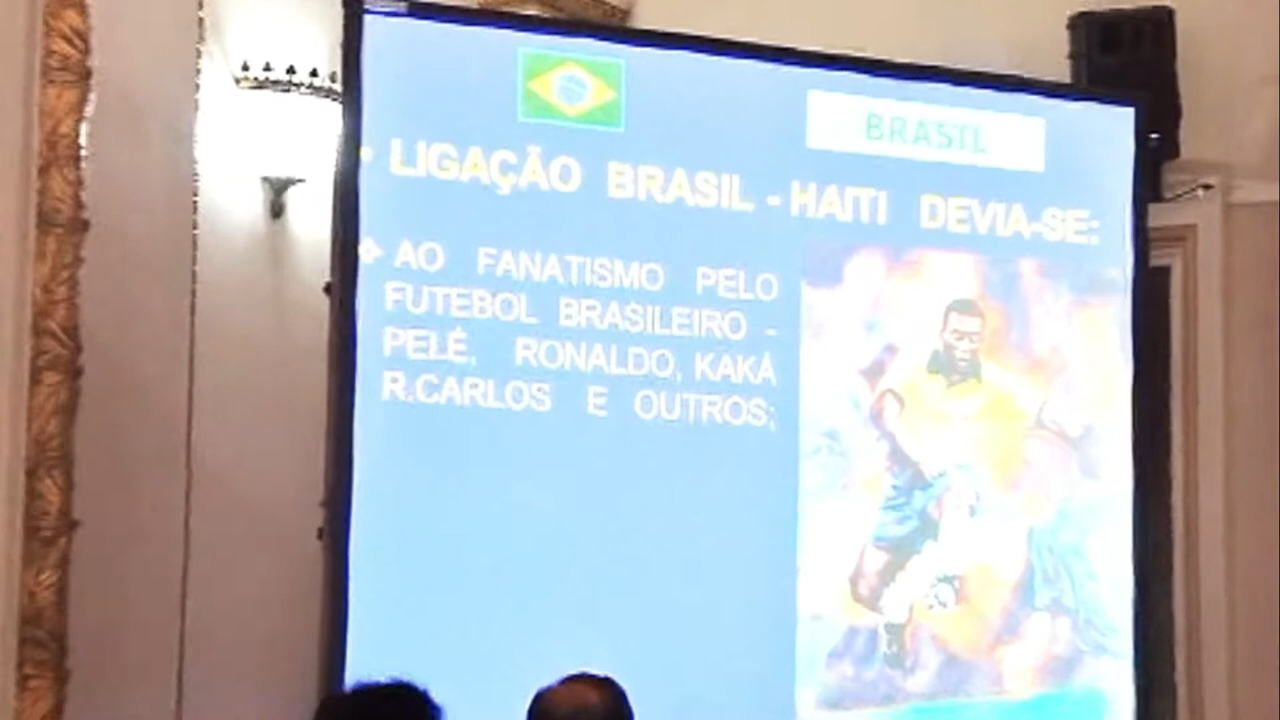 BRASIL
LIGAÇÃO BRASIL - HAITI DEVIA-SE:
AO FANATISMO PELO
FUTEBOL BRASILEIRO -
PELÉ, RONALDO, KAKÁ
R.CARLOS E OUTROS;